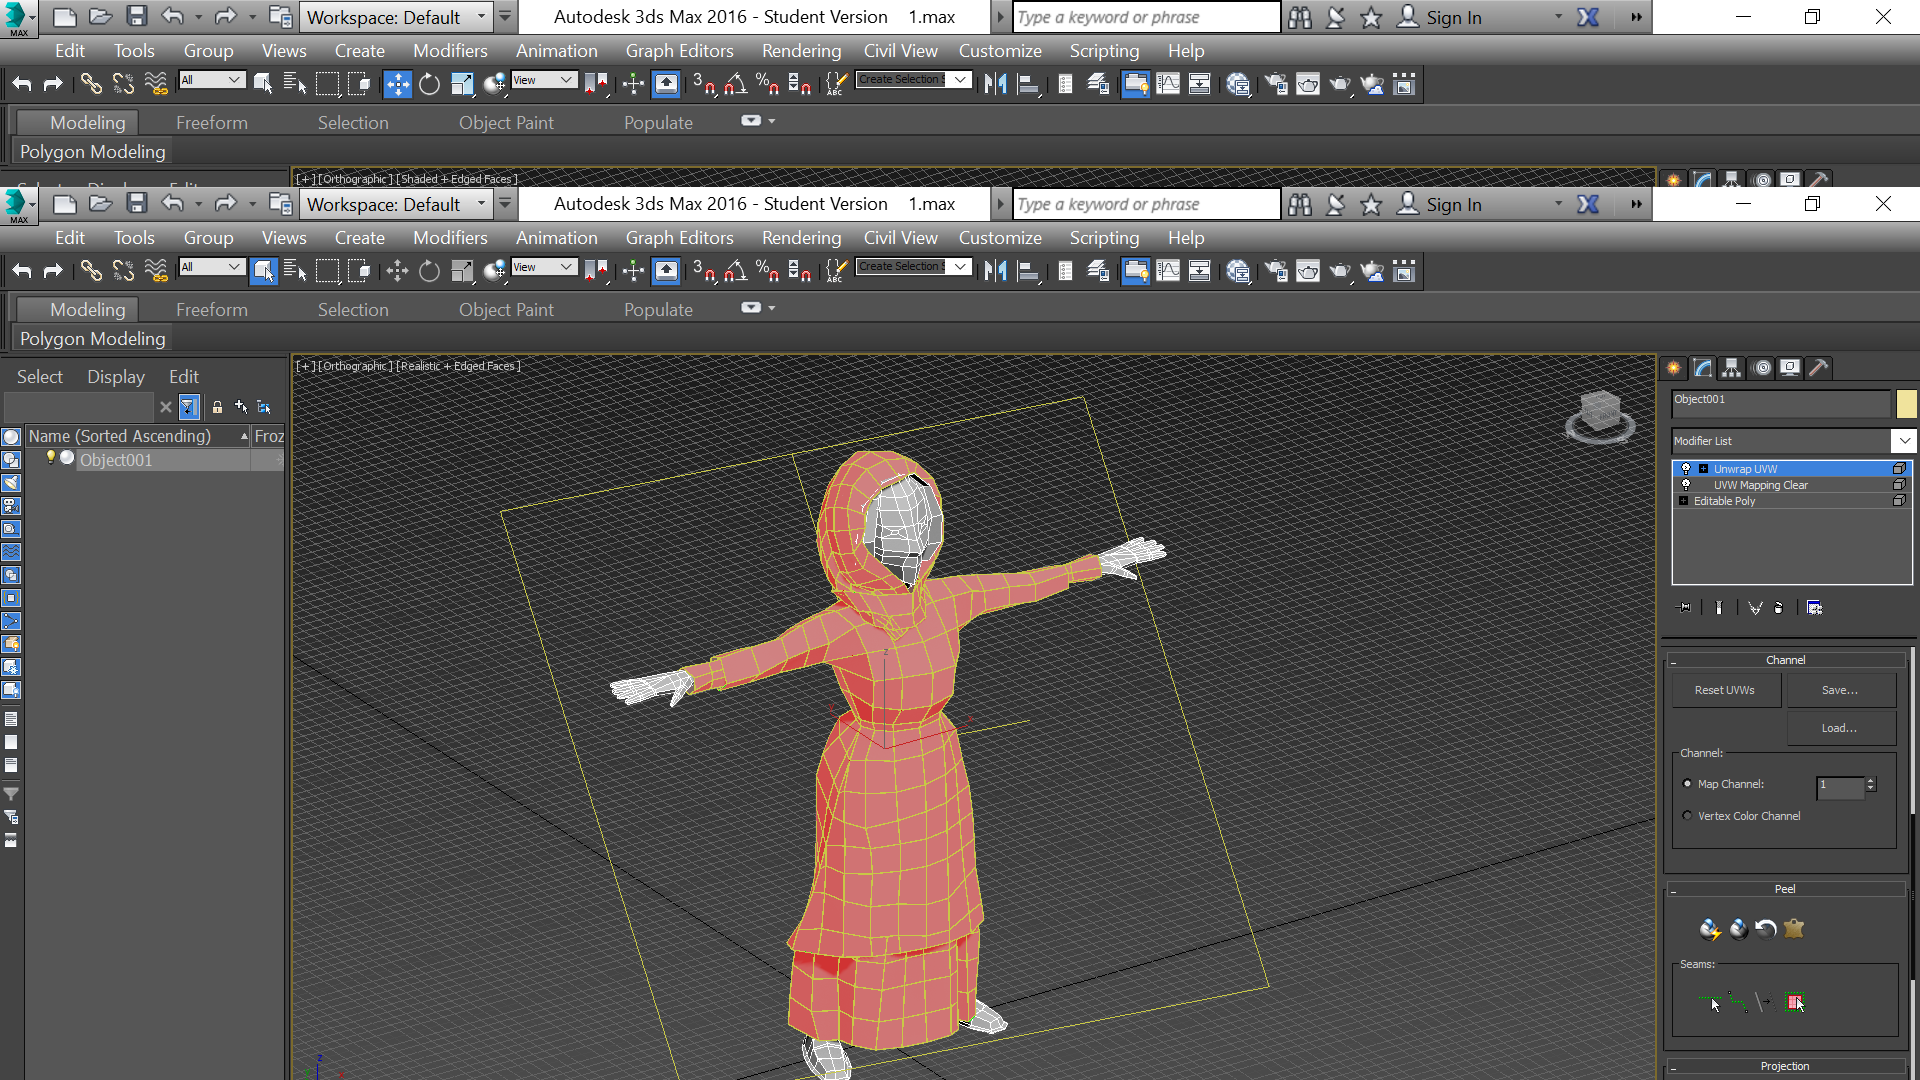 MAX Workspace: Default Autodesk 3ds Max 2016 - Student Version 1.max Type a keyword or phrase Sign In
Edit Tools Group Views Create Modifiers Animation Graph Editors Rendering Civil View Customize Scripting Help
All View 3 % ABC Create Selection S
Modeling Freeform Selection Object Paint Populate
Polygon Modeling
[+][Orthographic][Shaded + Edged Faces]
MAX Workspace: Default Autodesk 3ds Max 2016 - Student Version 1.max Type a keyword or phrase Sign In
Edit Tools Group Views Create Modifiers Animation Graph Editors Rendering Civil View Customize Scripting Help
All View 3 % ABC Create Selection S
Modeling Freeform Selection Object Paint Populate
Polygon Modeling
[+][Orthographic][Realistic + Edged Faces]
Select Display Edit
Name (Sorted Ascending) Froz
Object001
Object001
Modifier List
Unwrap UVW
UVW Mapping Clear
Editable Poly
Channel
Reset UVWs Save...
Load...
Channel:
Map Channel: 1
Vertex Color Channel
Peel
Seams:
Projection
z
z